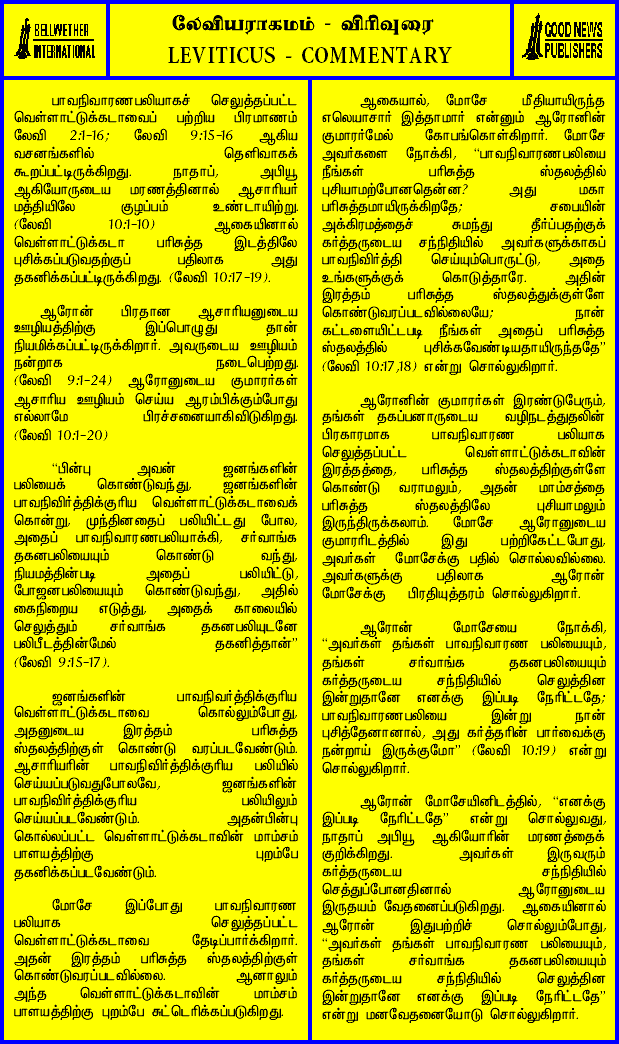 BELLWETHER
INTERNATIONAL
லேவியராகமம் - விரிவுரை
LEVITICUS - COMMENTARY
GOOD NEWS
PUBLISHERS
பாவநிவாரணபலியாகச் செலுத்தப்பட்ட
வெள்ளாட்டுக்கடாவைப் பற்றிய பிரமாணம்
லேவி 2:1-16; லேவி 9:15-16 ஆகிய
வசனங்களில் தெளிவாகக்
கூறப்பட்டிருக்கிறது. நாதாப், அபியூ
ஆகியோருடைய மரணத்தினால் ஆசாரியர்
மத்தியிலே குழப்பம் உண்டாயிற்று.
(லேவி 10:1-10) ஆகையினால்
வெள்ளாட்டுக்கடா பரிசுத்த இடத்திலே
புசிக்கப்படுவதற்குப் பதிலாக அது
தகனிக்கப்பட்டிருக்கிறது. (லேவி 10:17-19).
ஆரோன் பிரதான ஆசாரியனுடைய
ஊழியத்திற்கு இப்பொழுது தான்
நியமிக்கப்பட்டிருக்கிறார். அவருடைய ஊழியம்
நன்றாக நடைபெற்றது.
(லேவி 9:1-24) ஆரோனுடைய குமாரர்கள்
ஆசாரிய ஊழியம் செய்ய ஆரம்பிக்கும்போது
எல்லாமே பிரச்சனையாகிவிடுகிறது.
(லேவி 10:1-20)
“பின்பு அவன் ஜனங்களின்
பலியைக் கொண்டுவந்து, ஜனங்களின்
பாவநிவிர்த்திக்குரிய வெள்ளாட்டுக்கடாவைக்
கொன்று, முந்தினதைப் பலியிட்டது போல,
அதைப் பாவநிவாரணபலியாக்கி, சர்வாங்க
தகனபலியையும் கொண்டு வந்து,
நியமத்தின்படி அதைப் பலியிட்டு,
போஜனபலியையும் கொண்டுவந்து, அதில்
கைநிறைய எடுத்து, அதைக் காலையில்
செலுத்தும் சர்வாங்க தகனபலியுடனே
பலிபீடத்தின்மேல் தகனித்தான்”
(லேவி 9:15-17).
ஜனங்களின் பாவநிவர்த்திக்குரிய
வெள்ளாட்டுக்கடாவை கொல்லும்போது,
அதனுடைய இரத்தம் பரிசுத்த
ஸ்தலத்திற்குள் கொண்டு வரப்படவேண்டும்.
ஆசாரியரின் பாவநிவிர்த்திக்குரிய பலியில்
செய்யப்படுவதுபோலவே, ஜனங்களின்
பாவநிவிர்த்திக்குரிய பலியிலும்
செய்யப்படவேண்டும். அதன்பின்பு
கொல்லப்பட்ட வெள்ளாட்டுக்கடாவின் மாம்சம்
பாளயத்திற்கு புறம்பே
தகனிக்கப்படவேண்டும்.
மோசே இப்போது பாவநிவாரண
பலியாக செலுத்தப்பட்ட
வெள்ளாட்டுக்கடாவை தேடிப்பார்க்கிறார்.
அதன் இரத்தம் பரிசுத்த ஸ்தலத்திற்குள்
கொண்டுவரப்படவில்லை. ஆனாலும்
அந்த வெள்ளாட்டுக்கடாவின் மாம்சம்
பாளயத்திற்கு புறம்பே சுட்டெரிக்கப்படுகிறது.
ஆகையால், மோசே மீதியாயிருந்த
எலெயாசார் இத்தாமார் என்னும் ஆரோனின்
குமாரர்மேல் கோபங்கொள்கிறார். மோசே
அவர்களை நோக்கி, “பாவநிவாரணபலியை
நீங்கள் பரிசுத்த ஸ்தலத்தில்
புசியாமற்போனதென்ன? அது மகா
பரிசுத்தமாயிருக்கிறதே; சபையின்
அக்கிரமத்தைச் சுமந்து தீர்ப்பதற்குக்
கர்த்தருடைய சந்நிதியில் அவர்களுக்காகப்
பாவநிவிர்த்தி செய்யும்பொருட்டு, அதை
உங்களுக்குக் கொடுத்தாரே. அதின்
இரத்தம் பரிசுத்த ஸ்தலத்துக்குள்ளே
கொண்டுவரப்படவில்லையே; நான்
கட்டளையிட்டபடி நீங்கள் அதைப் பரிசுத்த
ஸ்தலத்தில் புசிக்கவேண்டியதாயிருந்ததே”
(லேவி 10:17,18) என்று சொல்லுகிறார்.
ஆரோனின் குமாரர்கள் இரண்டுபேரும்,
தங்கள் தகப்பனாருடைய வழிநடத்துதலின்
பிரகாரமாக பாவநிவாரண பலியாக
செலுத்தப்பட்ட வெள்ளாட்டுக்கடாவின்
இரத்தத்தை, பரிசுத்த ஸ்தலத்திற்குள்ளே
கொண்டு வராமலும், அதன் மாம்சத்தை
பரிசுத்த ஸ்தலத்திலே புசியாமலும்
இருந்திருக்கலாம். மோசே ஆரோனுடைய
குமாரரிடத்தில் இது பற்றிகேட்டபோது,
அவர்கள் மோசேக்கு பதில் சொல்லவில்லை.
அவர்களுக்கு பதிலாக ஆரோன்
மோசேக்கு பிரதியுத்தரம் சொல்லுகிறார்.
ஆரோன் மோசேயை நோக்கி,
“அவர்கள் தங்கள் பாவநிவாரண பலியையும்,
தங்கள் சர்வாங்க தகனபலியையும்
கர்த்தருடைய சந்நிதியில் செலுத்தின
இன்றுதானே எனக்கு இப்படி நேரிட்டதே;
பாவநிவாரணபலியை இன்று நான்
புசித்தேனானால், அது கர்த்தரின் பார்வைக்கு
நன்றாய் இருக்குமோ” (லேவி 10:19) என்று
சொல்லுகிறார்.
ஆரோன் மோசேயினிடத்தில், “எனக்கு
இப்படி நேரிட்டதே” என்று சொல்லுவது,
நாதாப் அபியூ ஆகியோரின் மரணத்தைக்
குறிக்கிறது. அவர்கள் இருவரும்
கர்த்தருடைய சந்நிதியில்
செத்துப்போனதினால் ஆரோனுடைய
இருதயம் வேதனைப்படுகிறது. ஆகையினால்
ஆரோன் இதுபற்றிச் சொல்லும்போது,
“அவர்கள் தங்கள் பாவநிவாரண பலியையும்,
தங்கள் சர்வாங்க தகனபலியையும்
கர்த்தருடைய சந்நிதியில் செலுத்தின
இன்றுதானே எனக்கு இப்படி நேரிட்டதே”
என்று மனவேதனையோடு சொல்லுகிறார்.